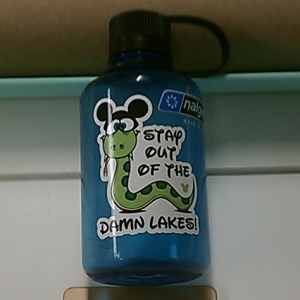 nalg
STAY
OUT
OF THE
DAMN LAKES!